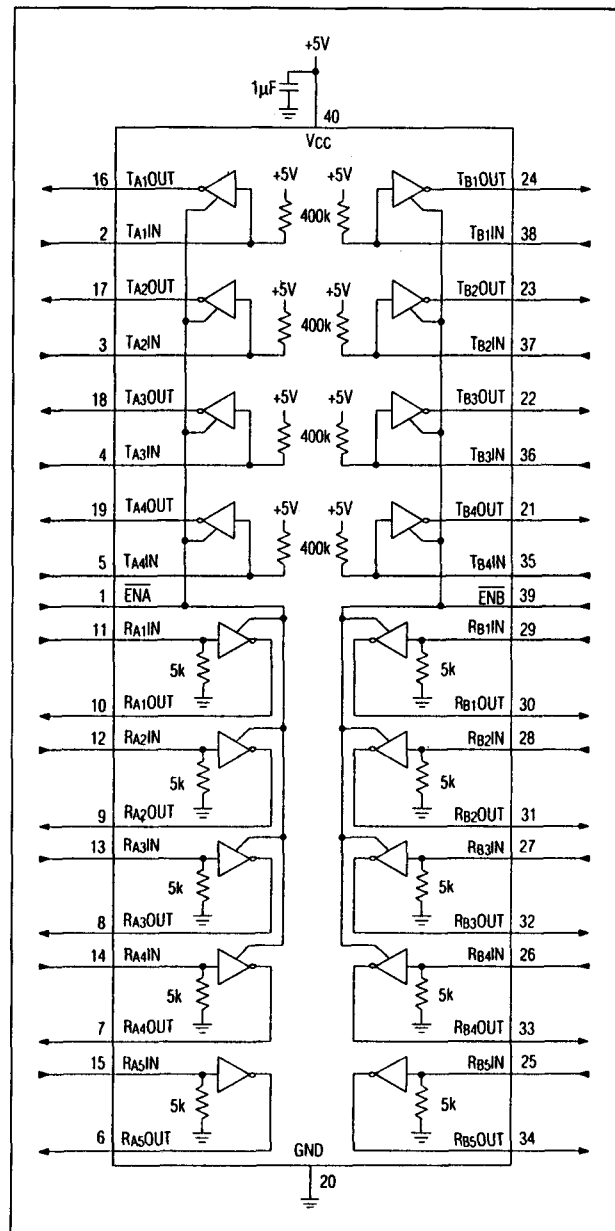 +5V
1µF
40
VCC
16 TA1OUT +5V +5V TB1OUT 24
400k
2 TA1IN TB1IN 38
17 TA2OUT +5V +5V TB2OUT 23
400k
3 TA2IN TB2IN 37
18 TA3OUT +5V +5V TB3OUT 22
400k
4 TA3IN TB3IN 36
19 TA4OUT +5V +5V TB4OUT 21
400k
5 TA4IN TB4IN 35
1 E̅N̅A̅ E̅N̅B̅ 39
11 RA1IN RB1IN 29
5k 5k
10 RA1OUT RB1OUT 30
12 RA2IN RB2IN 28
5k 5k
9 RA2OUT RB2OUT 31
13 RA3IN RB3IN 27
5k 5k
8 RA3OUT RB3OUT 32
14 RA4IN RB4IN 26
5k 5k
7 RA4OUT RB4OUT 33
15 RA5IN RB5IN 25
5k 5k
6 RA5OUT RB5OUT 34
GND
20